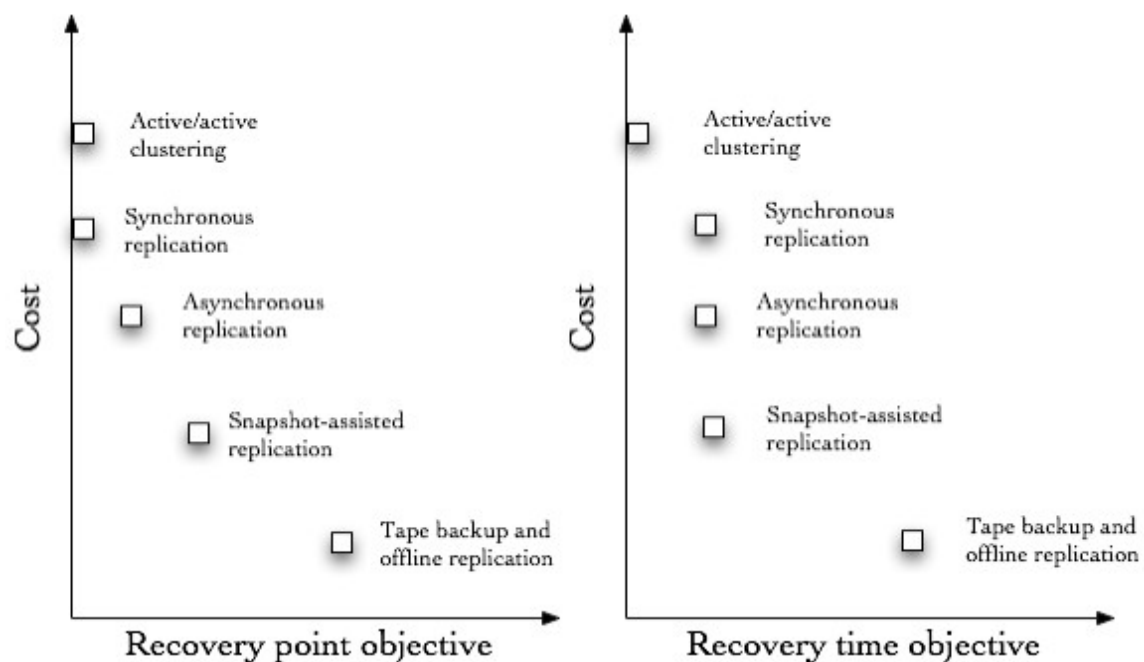 Active/active
clustering
Synchronous
replication
Asynchronous
replication
Snapshot-assisted
replication
Tape backup and
offline replication
Cost
Recovery point objective
Active/active
clustering
Synchronous
replication
Asynchronous
replication
Snapshot-assisted
replication
Tape backup and
offline replication
Cost
Recovery time objective